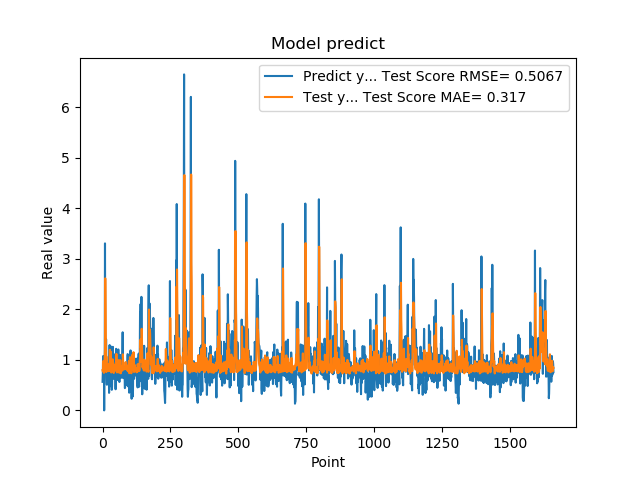 Model predict
Predict y... Test Score RMSE= 0.5067
Test y... Test Score MAE= 0.317
Real value
6
5
4
3
2
1
0
0 250 500 750 1000 1250 1500
Point